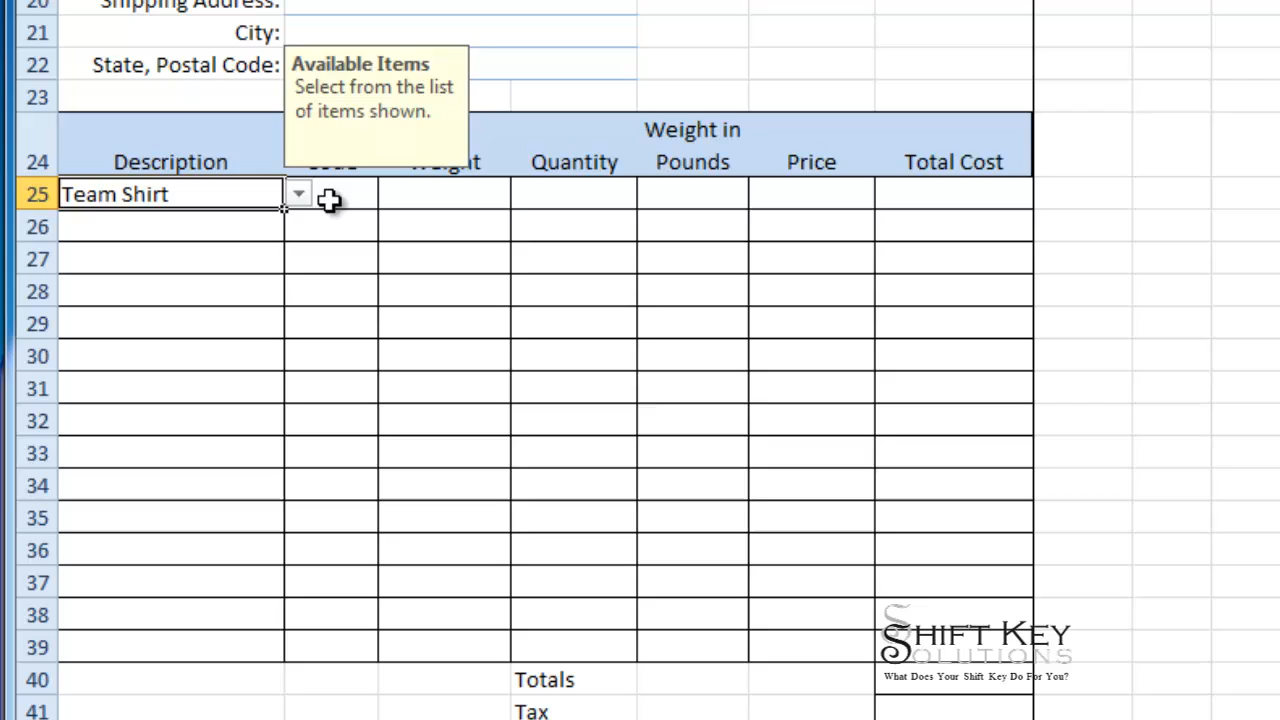 20 Shipping Address:
21 City:
22 State, Postal Code:
Available Items
Select from the list
of items shown.
23
Weight in
24 Description Code Weight Quantity Pounds Price Total Cost
25 Team Shirt
26
27
28
29
30
31
32
33
34
35
36
37
38
39
SHIFT KEY
SOLUTIONS
What Does Your Shift Key Do For You?
40 Totals
41 Tax